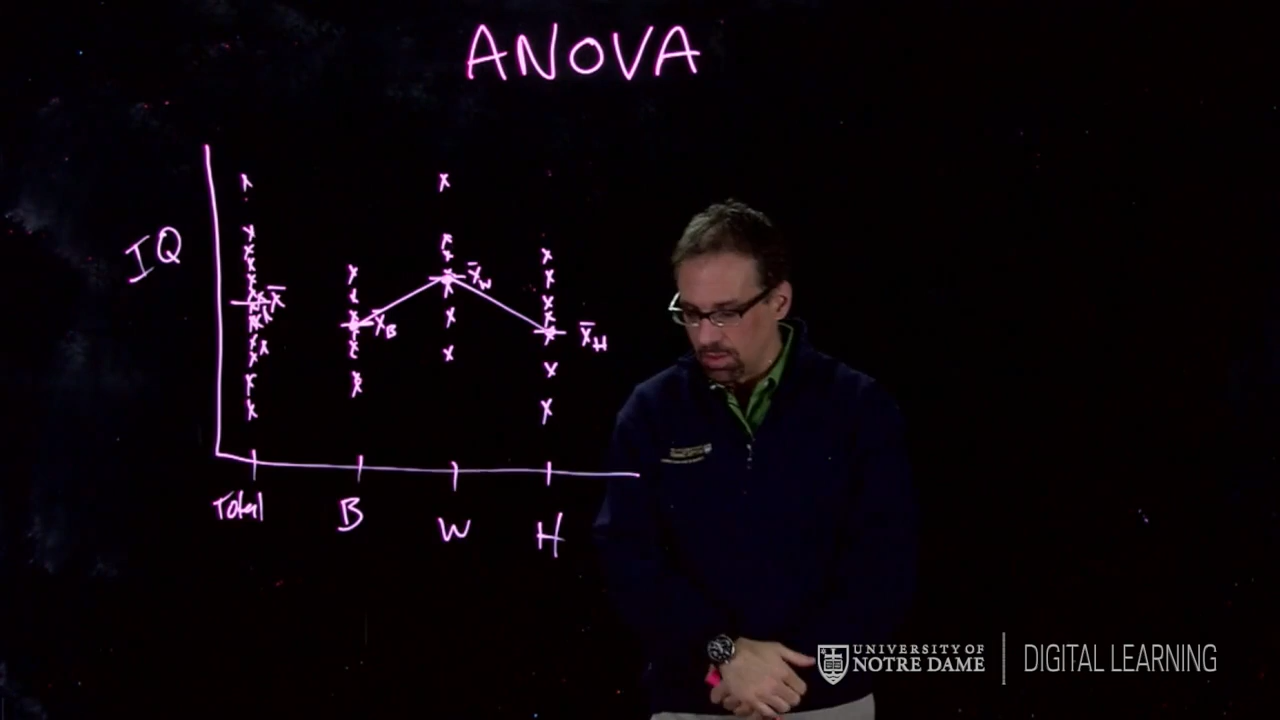 ANOVA
IQ
x̄
x̄B
x̄W
x̄H
Total
B
W
H
UNIVERSITY OF
NOTRE DAME
DIGITAL LEARNING